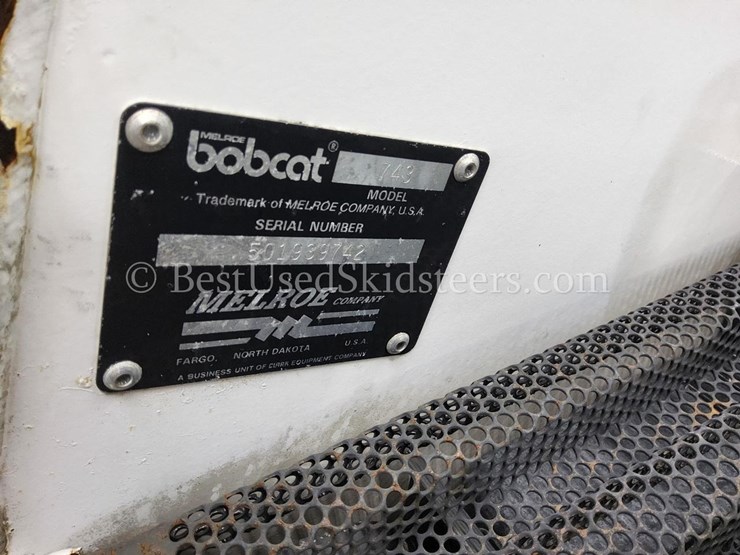 MELROE
bobcat® 743
MODEL
Trademark of MELROE COMPANY, U.S.A.
SERIAL NUMBER
501939742
© BestUsedSkidsteers.com
MELROE COMPANY
FARGO, NORTH DAKOTA U.S.A.
A BUSINESS UNIT OF CLARK EQUIPMENT COMPANY